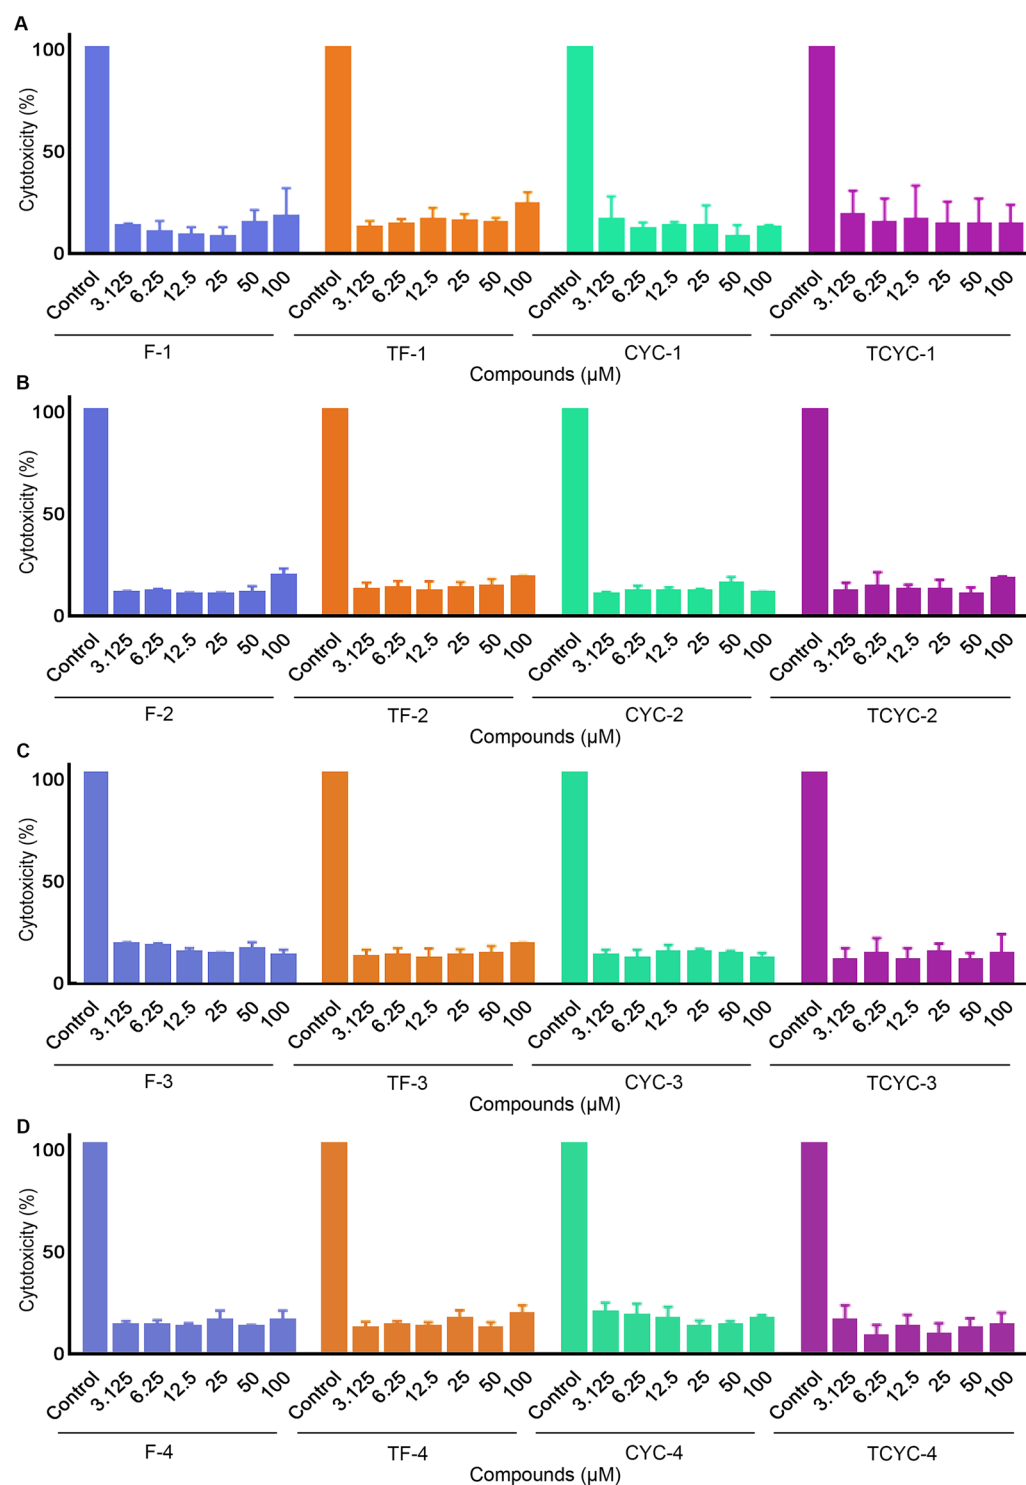 A
Cytotoxicity (%)
100
50
0
Control 3.125 6.25 12.5 25 50 100 Control 3.125 6.25 12.5 25 50 100 Control 3.125 6.25 12.5 25 50 100 Control 3.125 6.25 12.5 25 50 100
F-1 TF-1 CYC-1 TCYC-1
Compounds (µM)
B
Cytotoxicity (%)
100
50
0
Control 3.125 6.25 12.5 25 50 100 Control 3.125 6.25 12.5 25 50 100 Control 3.125 6.25 12.5 25 50 100 Control 3.125 6.25 12.5 25 50 100
F-2 TF-2 CYC-2 TCYC-2
Compounds (µM)
C
Cytotoxicity (%)
100
50
0
Control 3.125 6.25 12.5 25 50 100 Control 3.125 6.25 12.5 25 50 100 Control 3.125 6.25 12.5 25 50 100 Control 3.125 6.25 12.5 25 50 100
F-3 TF-3 CYC-3 TCYC-3
Compounds (µM)
D
Cytotoxicity (%)
100
50
0
Control 3.125 6.25 12.5 25 50 100 Control 3.125 6.25 12.5 25 50 100 Control 3.125 6.25 12.5 25 50 100 Control 3.125 6.25 12.5 25 50 100
F-4 TF-4 CYC-4 TCYC-4
Compounds (µM)